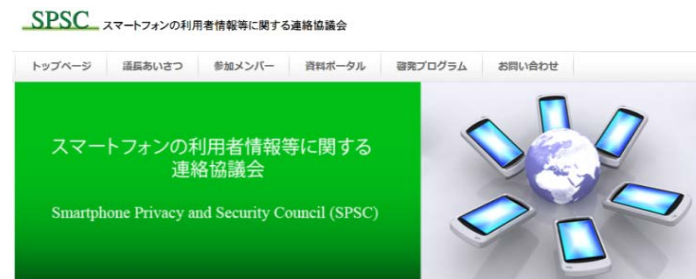 SPSC スマートフォンの利用者情報等に関する連絡協議会
トップページ 議長あいさつ 参加メンバー 資料ポータル 啓発プログラム お問い合わせ
スマートフォンの利用者情報等に関する
連絡協議会
Smartphone Privacy and Security Council (SPSC)